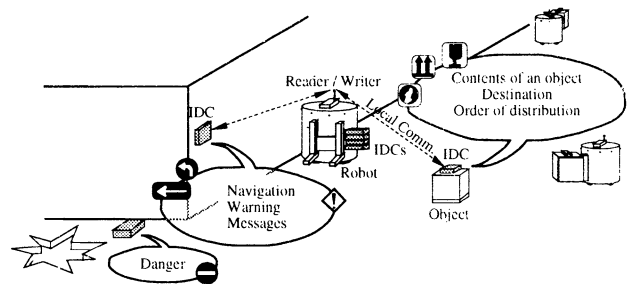 Reader / Writer
IDC
Local Comm.
Contents of an object
Destination
Order of distribution
IDCs
Robot
IDC
Object
Navigation
Warning
Messages
!
Danger